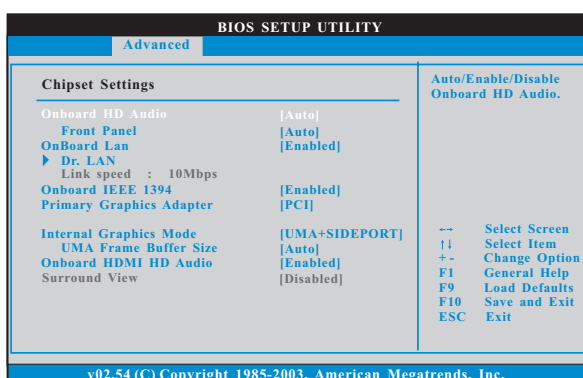 BIOS SETUP UTILITY
Advanced
Chipset Settings
Onboard HD Audio [Auto]
Front Panel [Auto]
OnBoard Lan [Enabled]
Dr. LAN
Link speed : 10Mbps
Onboard IEEE 1394 [Enabled]
Primary Graphics Adapter [PCI]
Internal Graphics Mode [UMA+SIDEPORT]
UMA Frame Buffer Size [Auto]
Onboard HDMI HD Audio [Enabled]
Surround View [Disabled]
Auto/Enable/Disable
Onboard HD Audio.
←→ Select Screen
↑↓ Select Item
+ - Change Option
F1 General Help
F9 Load Defaults
F10 Save and Exit
ESC Exit
v02.54 (C) Copyright 1985-2003, American Megatrends, Inc.